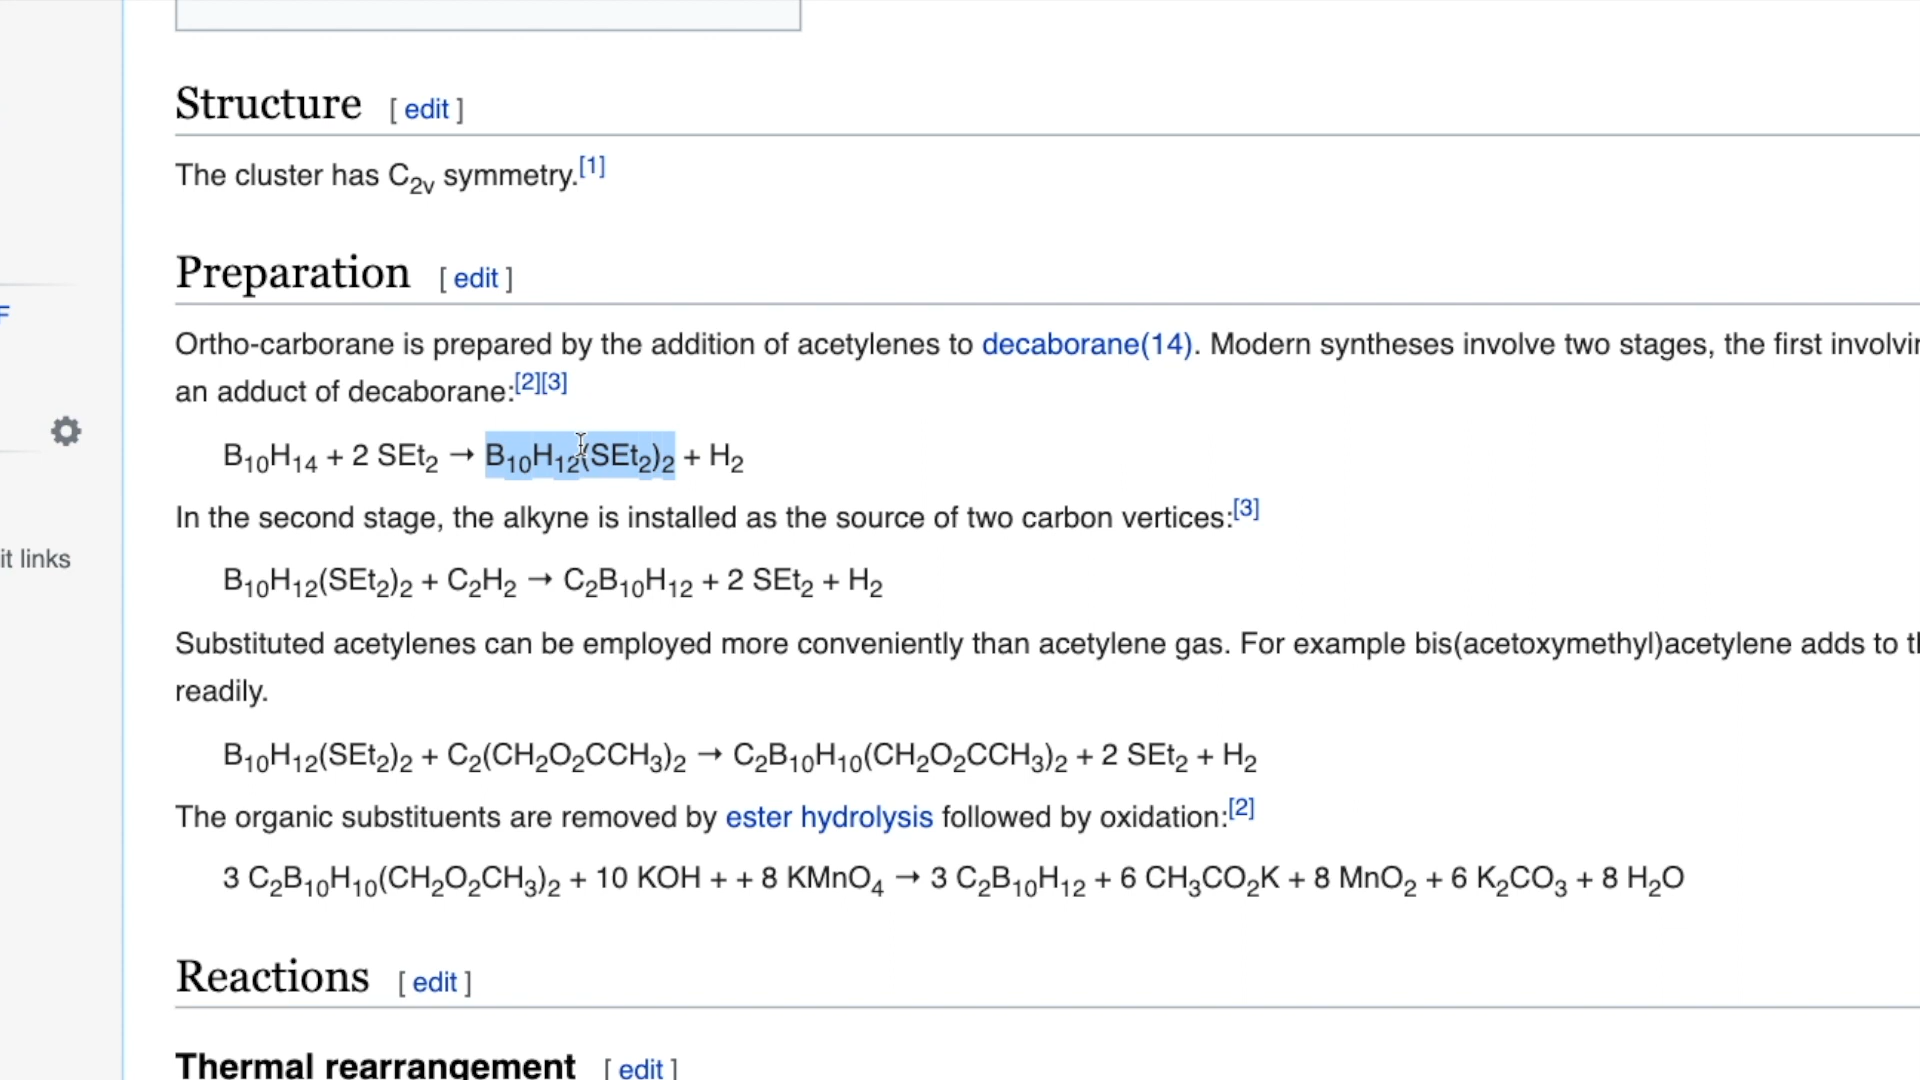 Structure [ edit ]
The cluster has C₂ᵥ symmetry.[1]
Preparation [ edit ]
Ortho-carborane is prepared by the addition of acetylenes to decaborane(14). Modern syntheses involve two stages, the first
an adduct of decaborane:[2][3]
B₁₀H₁₄ + 2 SEt₂ → B₁₀H₁₂(SEt₂)₂ + H₂
In the second stage, the alkyne is installed as the source of two carbon vertices:[3]
it links
B₁₀H₁₂(SEt₂)₂ + C₂H₂ → C₂B₁₀H₁₂ + 2 SEt₂ + H₂
Substituted acetylenes can be employed more conveniently than acetylene gas. For example bis(acetoxymethyl)acetylene adds to
readily.
B₁₀H₁₂(SEt₂)₂ + C₂(CH₂O₂CCH₃)₂ → C₂B₁₀H₁₀(CH₂O₂CCH₃)₂ + 2 SEt₂ + H₂
The organic substituents are removed by ester hydrolysis followed by oxidation:[2]
3 C₂B₁₀H₁₀(CH₂O₂CH₃)₂ + 10 KOH + + 8 KMnO₄ → 3 C₂B₁₀H₁₂ + 6 CH₃CO₂K + 8 MnO₂ + 6 K₂CO₃ + 8 H₂O
Reactions [ edit ]
Thermal rearrangement [ edit ]